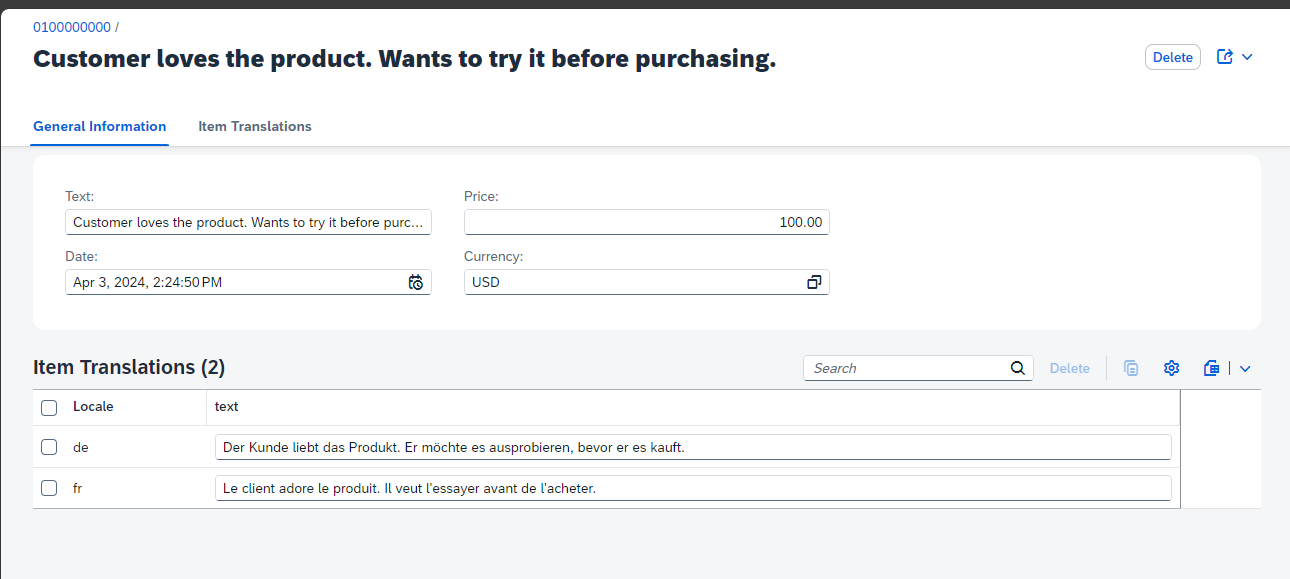 0100000000 /
Customer loves the product. Wants to try it before purchasing.
Delete
General Information
Item Translations
Text:
Customer loves the product. Wants to try it before purc...
Price:
100.00
Date:
Apr 3, 2024, 2:24:50 PM
Currency:
USD
Item Translations (2)
Search
Delete
Locale
text
de
Der Kunde liebt das Produkt. Er möchte es ausprobieren, bevor er es kauft.
fr
Le client adore le produit. Il veut l'essayer avant de l'acheter.